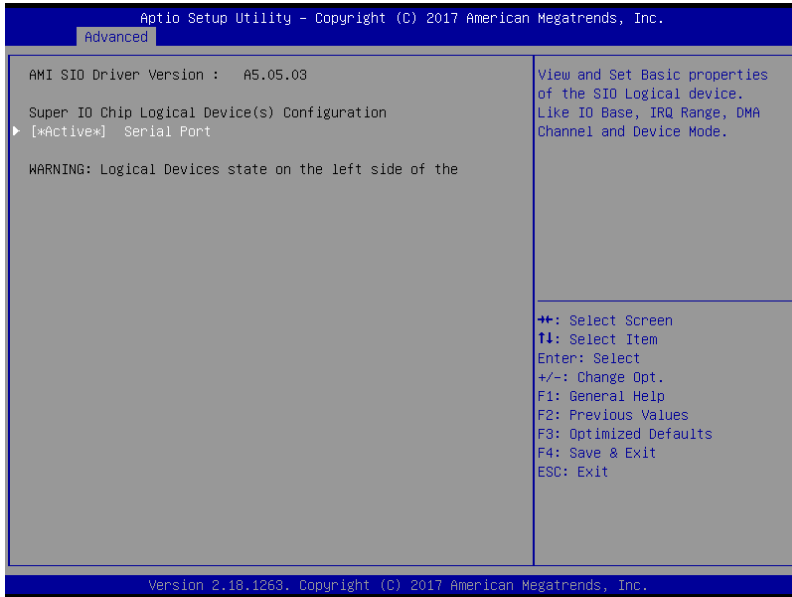 Aptio Setup Utility – Copyright (C) 2017 American Megatrends, Inc.
Advanced
AMI SIO Driver Version : A5.05.03
Super IO Chip Logical Device(s) Configuration
[*Active*] Serial Port
WARNING: Logical Devices state on the left side of the
View and Set Basic properties
of the SIO Logical device.
Like IO Base, IRQ Range, DMA
Channel and Device Mode.
→←: Select Screen
↑↓: Select Item
Enter: Select
+/-: Change Opt.
F1: General Help
F2: Previous Values
F3: Optimized Defaults
F4: Save & Exit
ESC: Exit
Version 2.18.1263. Copyright (C) 2017 American Megatrends, Inc.